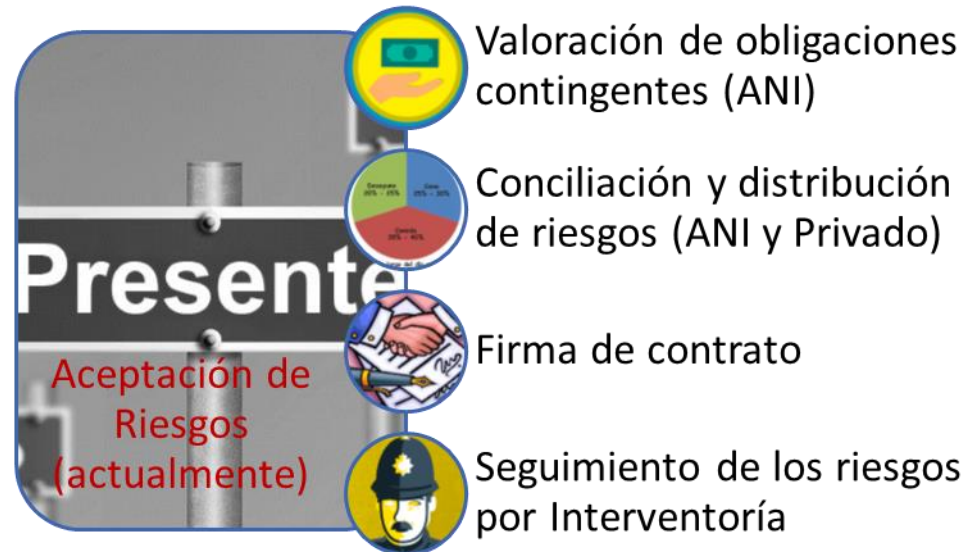 Presente
Aceptación de
Riesgos
(actualmente)
Valoración de obligaciones
contingentes (ANI)
Conciliación y distribución
de riesgos (ANI y Privado)
Firma de contrato
Seguimiento de los riesgos
por Interventoría